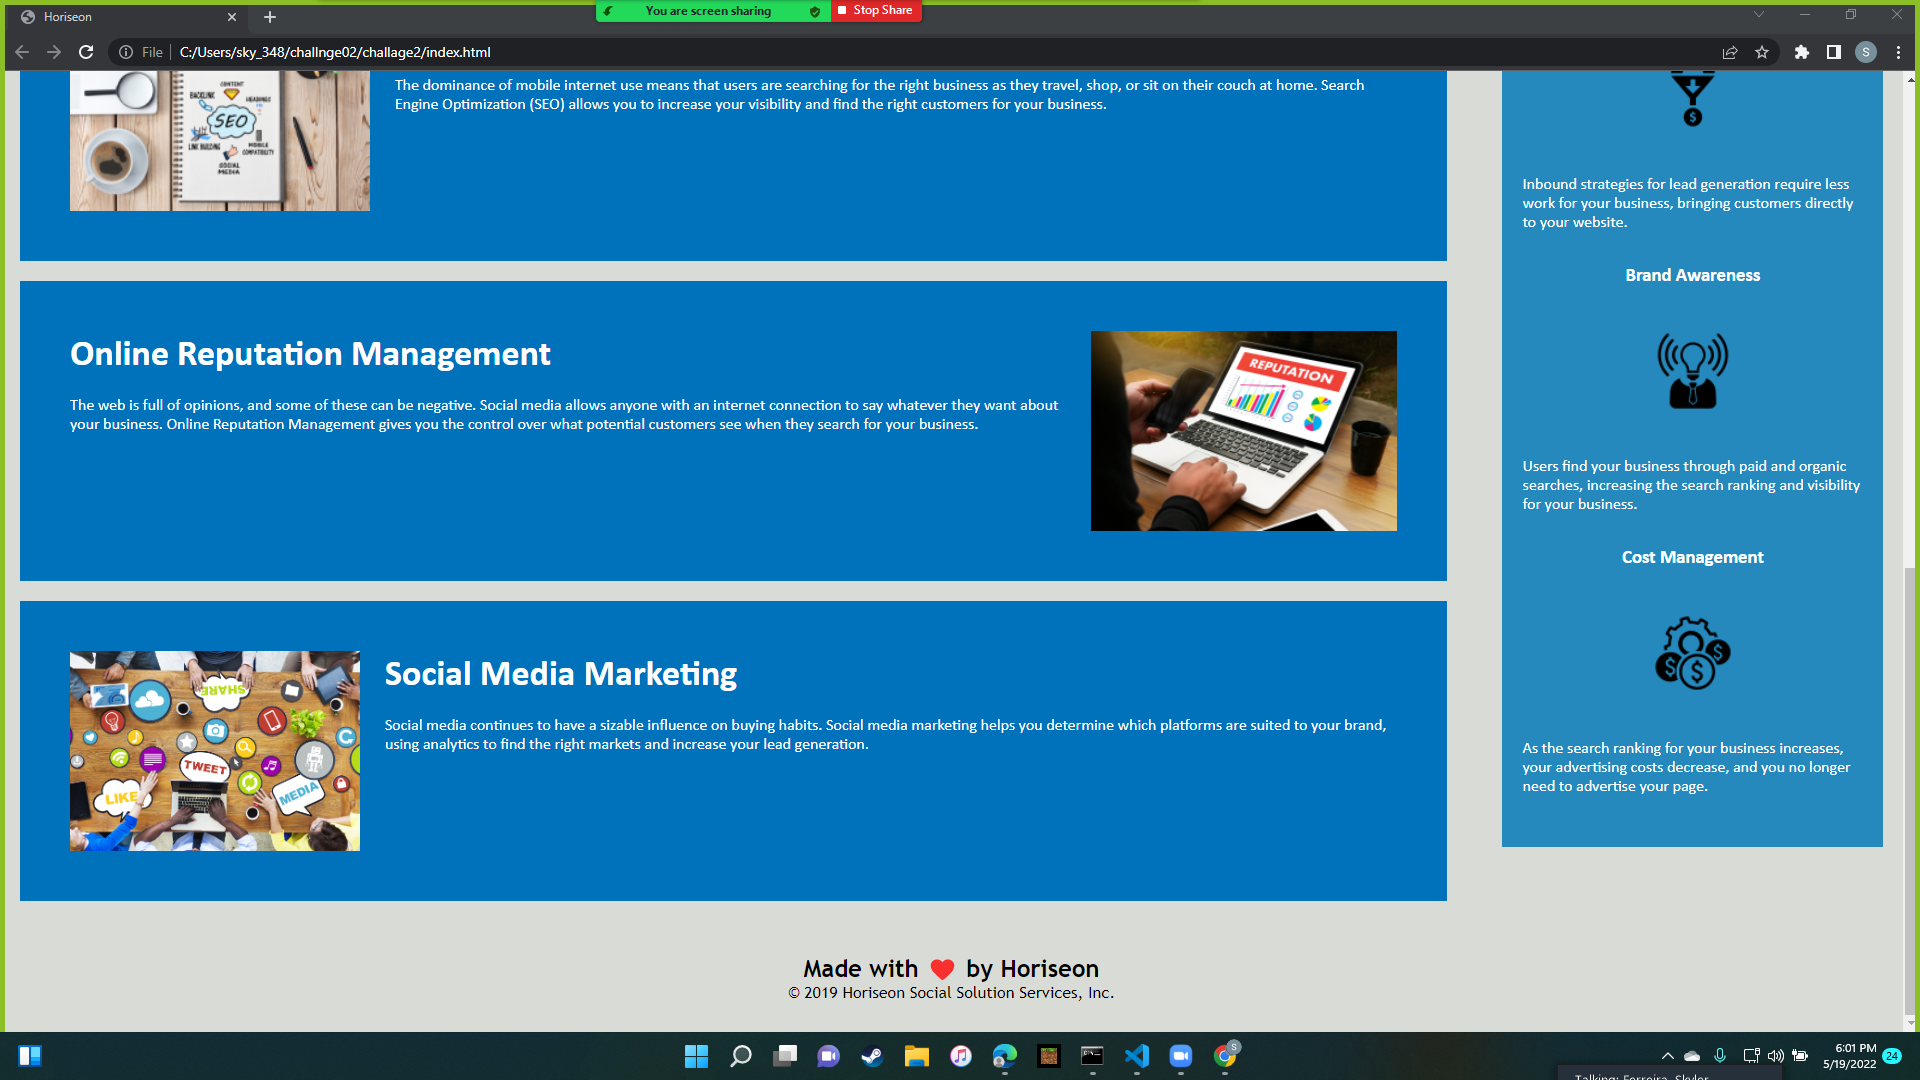 Horiseon
You are screen sharing
Stop Share
File
C:/Users/sky_348/challnge02/challage2/index.html
S
CONTENT
BACKLINK
HEADINGS
SEO
LINK BUILDING
MOBILE
COMPATIBILITY
SOCIAL
MEDIA
The dominance of mobile internet use means that users are searching for the right business as they travel, shop, or sit on their couch at home. Search
Engine Optimization (SEO) allows you to increase your visibility and find the right customers for your business.
Online Reputation Management
The web is full of opinions, and some of these can be negative. Social media allows anyone with an internet connection to say whatever they want about
your business. Online Reputation Management gives you the control over what potential customers see when they search for your business.
REPUTATION
SHARE
TWEET
LIKE
MEDIA
Social Media Marketing
Social media continues to have a sizable influence on buying habits. Social media marketing helps you determine which platforms are suited to your brand,
using analytics to find the right markets and increase your lead generation.
$
Inbound strategies for lead generation require less
work for your business, bringing customers directly
to your website.
Brand Awareness
Users find your business through paid and organic
searches, increasing the search ranking and visibility
for your business.
Cost Management
$ $ $
As the search ranking for your business increases,
your advertising costs decrease, and you no longer
need to advertise your page.
Made with ❤ by Horiseon
© 2019 Horiseon Social Solution Services, Inc.
S
6:01 PM
5/19/2022
24
Talking: Ferreira, Skyler